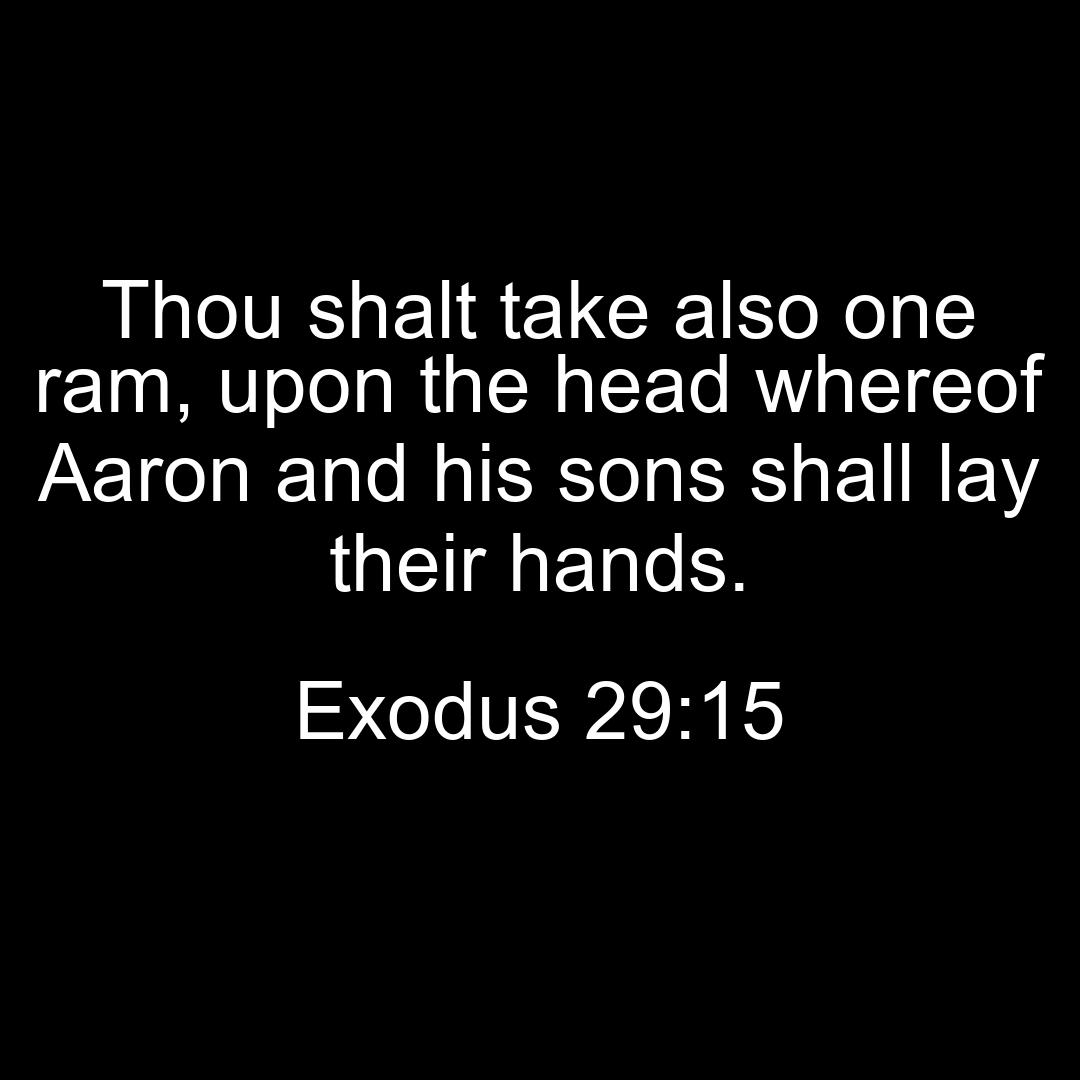 Thou shalt take also one
ram, upon the head whereof
Aaron and his sons shall lay
their hands.
Exodus 29:15